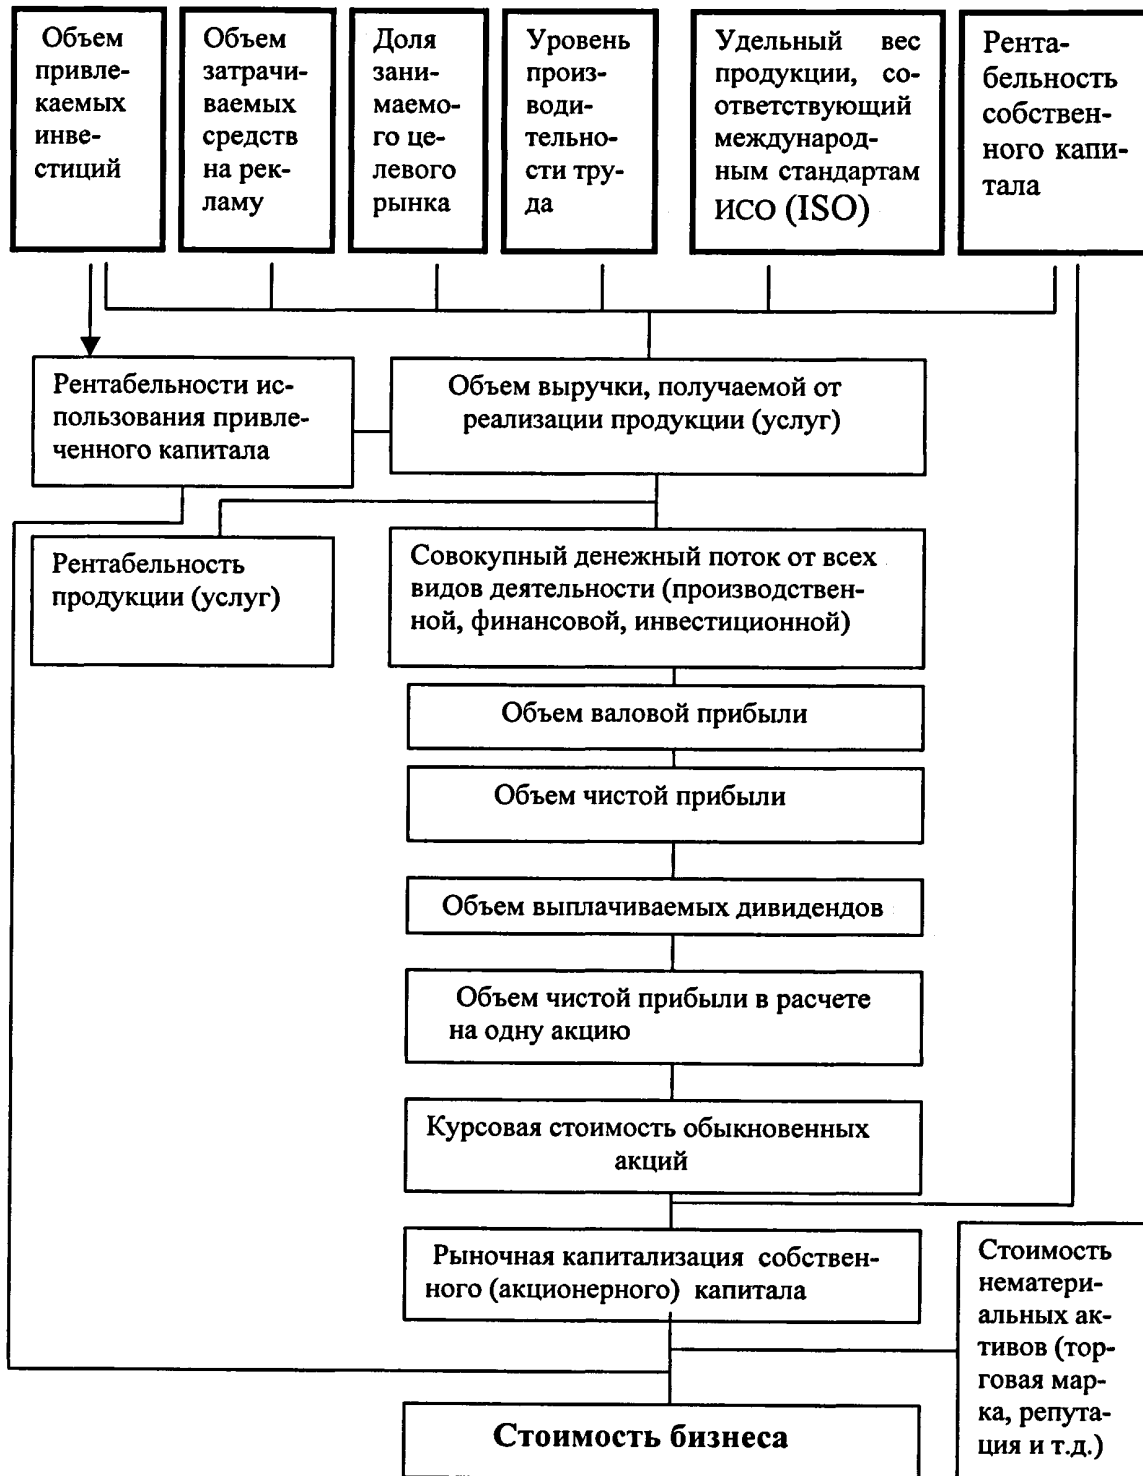 Объем
привле-
каемых
инве-
стиций
Объем
затрачи-
ваемых
средств
на рек-
ламу
Доля
зани-
маемо-
го це-
левого
рынка
Уровень
произ-
води-
тельно-
сти тру-
да
Удельный вес
продукции, со-
ответствующий
международ-
ным стандартам
ИСО (ISO)
Рента-
бельность
собствен-
ного капи-
тала
Рентабельности ис-
пользования привле-
ченного капитала
Объем выручки, получаемой от
реализации продукции (услуг)
Рентабельность
продукции (услуг)
Совокупный денежный поток от всех
видов деятельности (производствен-
ной, финансовой, инвестиционной)
Объем валовой прибыли
Объем чистой прибыли
Объем выплачиваемых дивидендов
Объем чистой прибыли в расчете
на одну акцию
Курсовая стоимость обыкновенных
акций
Рыночная капитализация собствен-
ного (акционерного) капитала
Стоимость
нематери-
альных ак-
тивов (тор-
говая мар-
ка, репута-
ция и т.д.)
Стоимость бизнеса